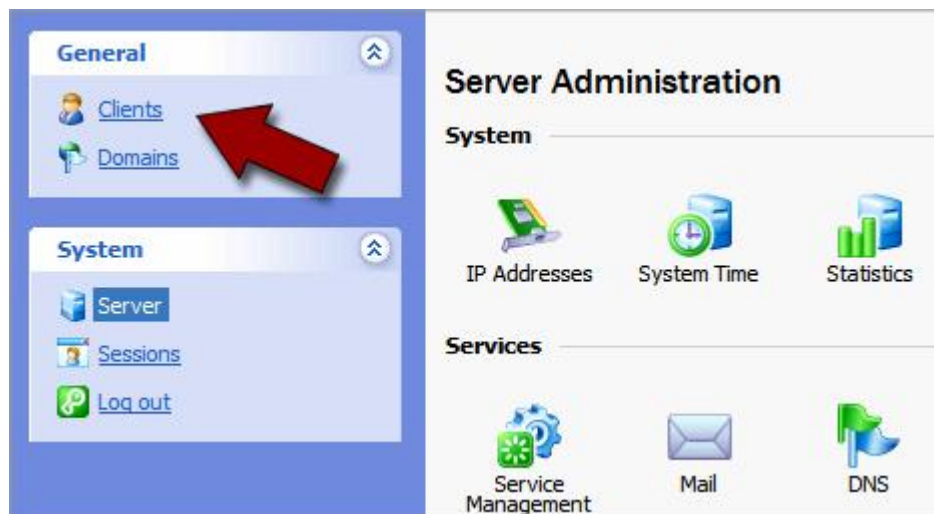 General
Clients
Domains
System
Server
Sessions
Log out
Server Administration
System
IP Addresses
System Time
Statistics
Services
Service
Management
Mail
DNS